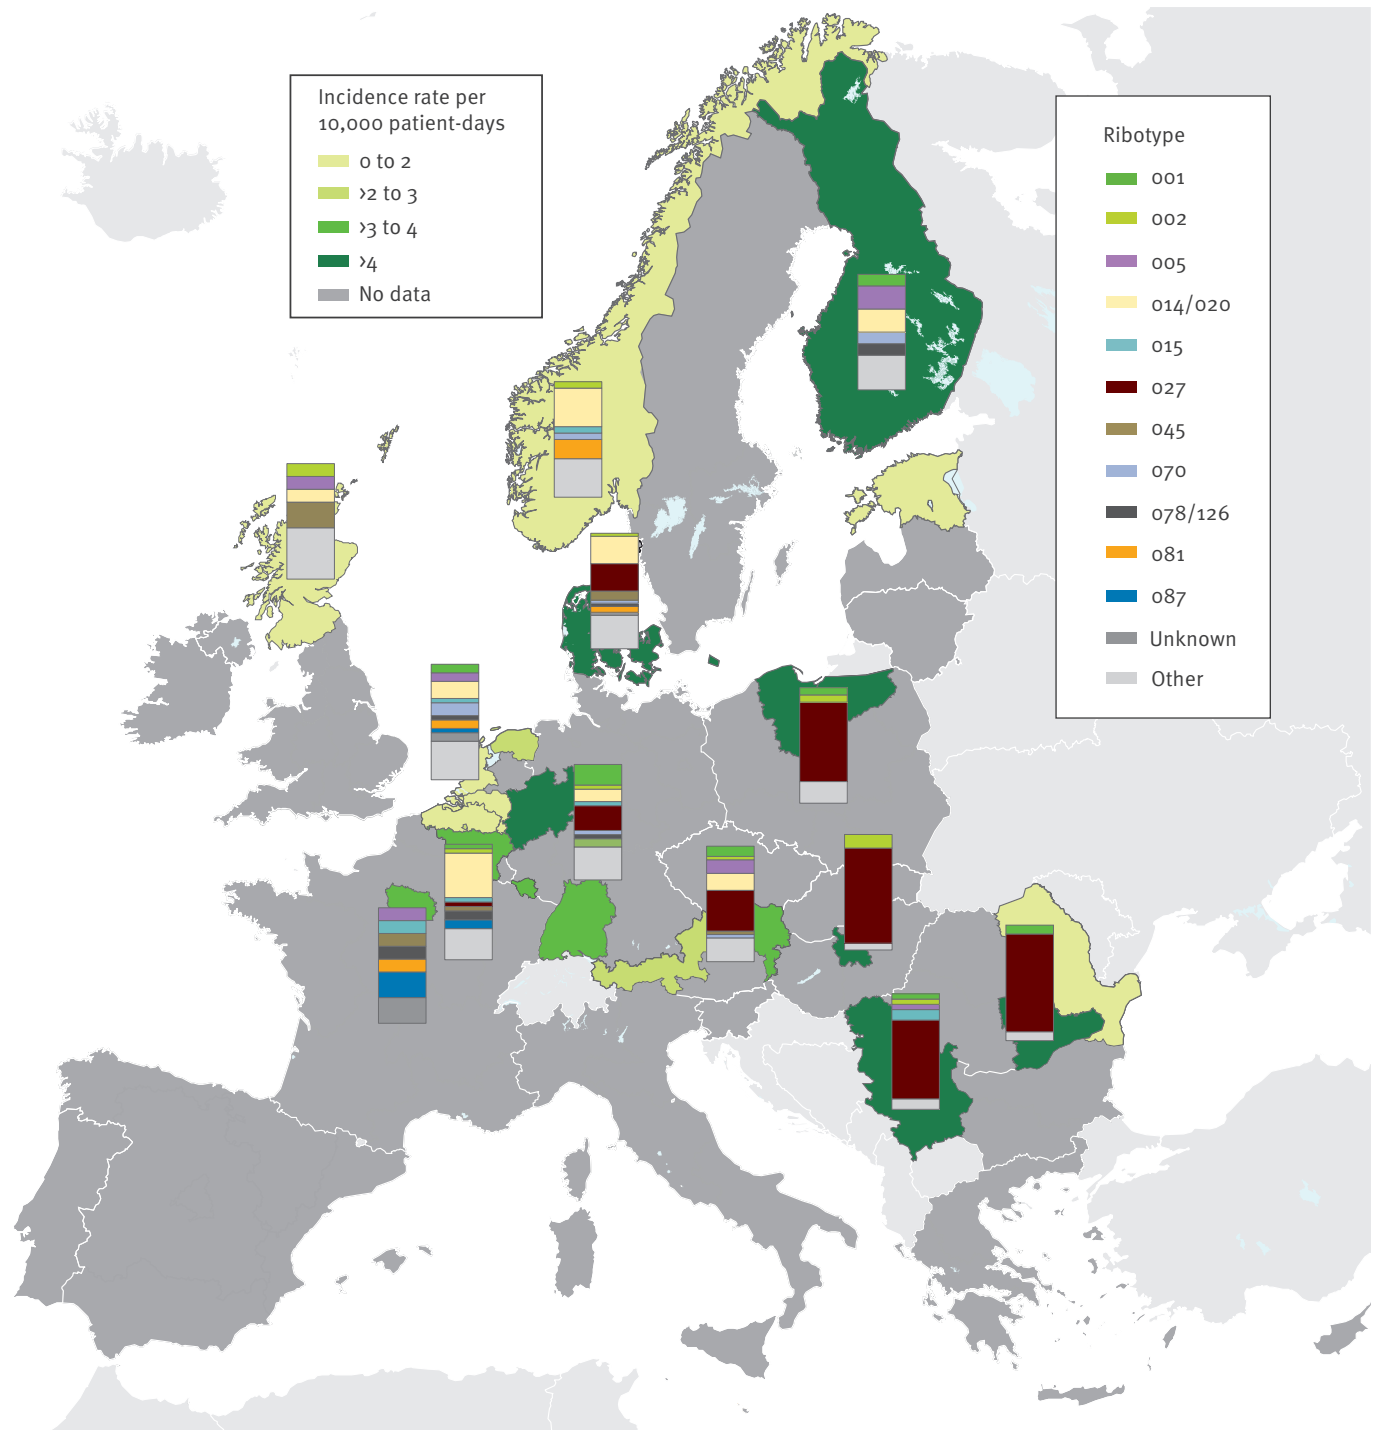 Incidence rate per
10,000 patient-days
0 to 2
>2 to 3
>3 to 4
>4
No data
Ribotype
001
002
005
014/020
015
027
045
070
078/126
081
087
Unknown
Other